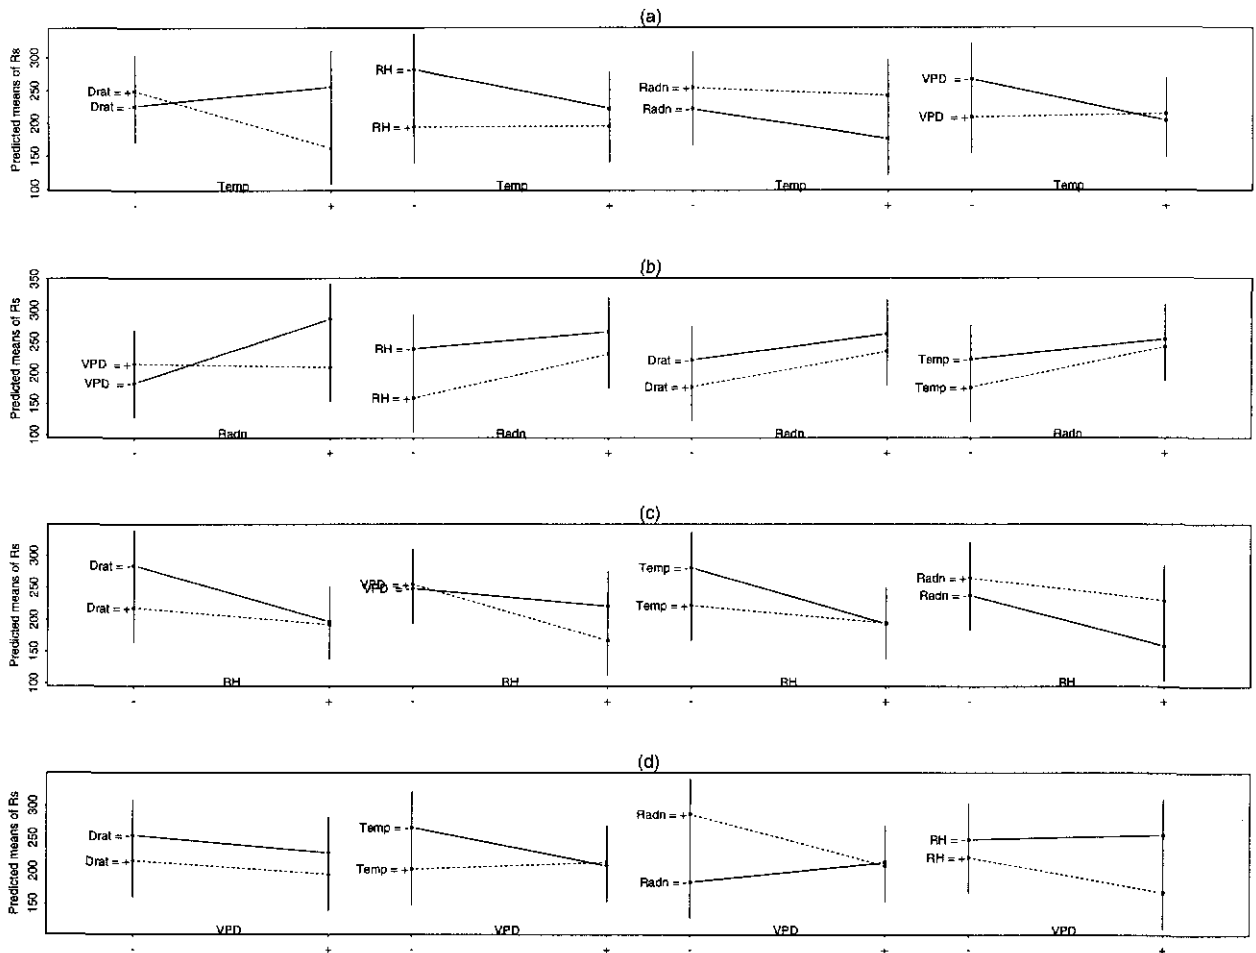 (a)
Predicted means of Rs
100 150 200 250 300
Drat = +
Drat = -
Temp
- +
RH = -
RH = +
Temp
- +
Radn = +
Radn = -
Temp
- +
VPD = -
VPD = +
Temp
- +
(b)
Predicted means of Rs
100 150 200 250 300 350
VPD = +
VPD = -
Radn
- +
RH = -
RH = +
Radn
- +
Drat = -
Drat = +
Radn
- +
Temp = -
Temp = +
Radn
- +
(c)
Predicted means of Rs
100 150 200 250 300
Drat = -
Drat = +
RH
- +
VPD = +
VPD = -
RH
- +
Temp = -
Temp = +
RH
- +
Radn = +
Radn = -
RH
- +
(d)
Predicted means of Rs
150 200 250 300
Drat = -
Drat = +
VPD
- +
Temp = -
Temp = +
VPD
- +
Radn = +
Radn = -
VPD
- +
RH = -
RH = +
VPD
- +